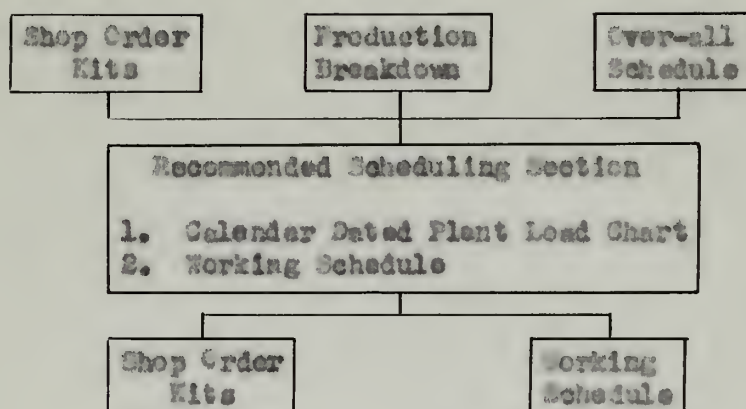 Shop Order
Kits
Production
Breakdown
Over-all
Schedule
Recommended Scheduling Section
1. Calendar Dated Plant Load Chart
2. Working Schedule
Shop Order
Kits
Working
Schedule